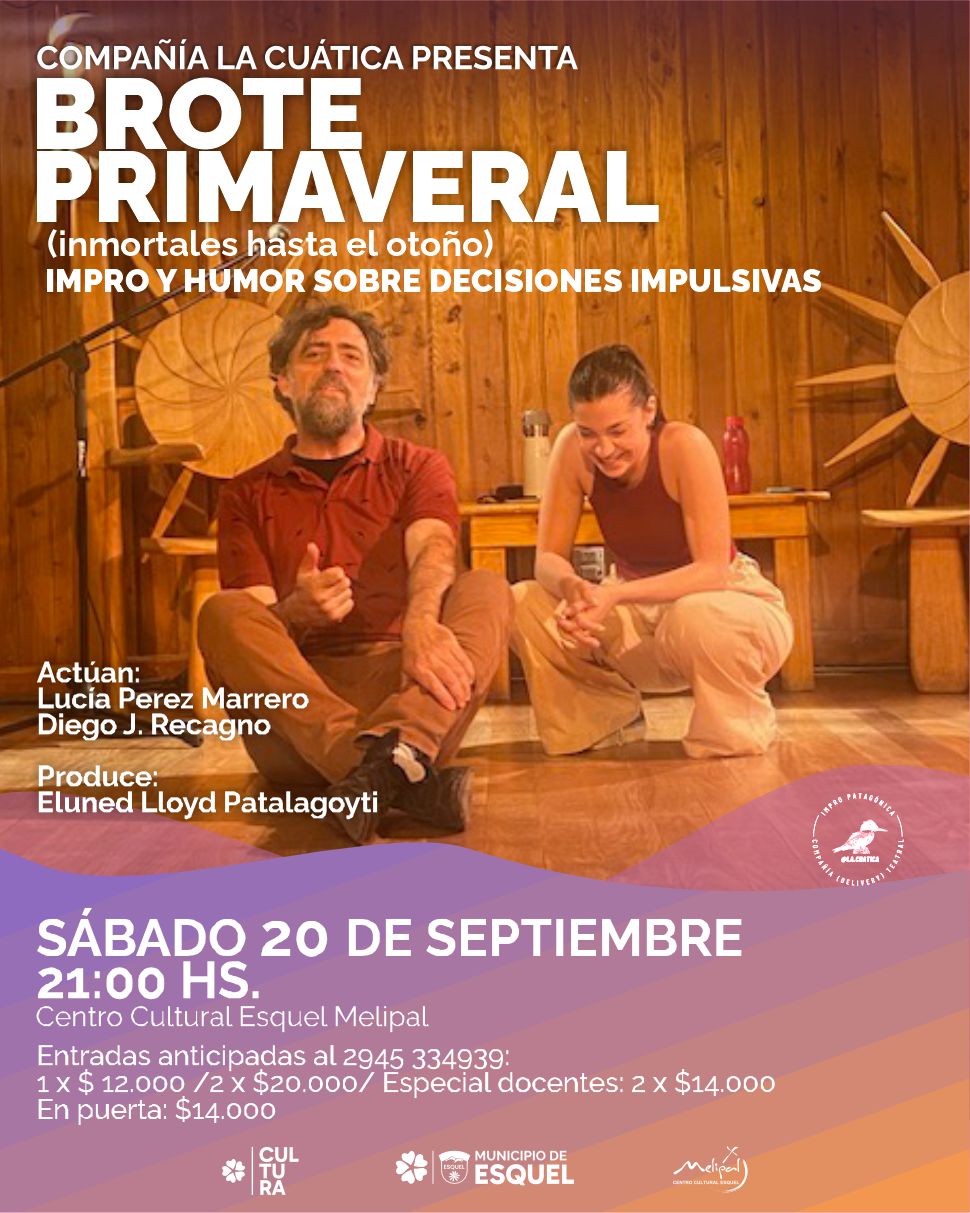 COMPAÑÍA LA CUÁTICA PRESENTA
BROTE
PRIMAVERAL
(inmortales hasta el otoño)
IMPRO Y HUMOR SOBRE DECISIONES IMPULSIVAS
Actúan:
Lucía Perez Marrero
Diego J. Recagno
Produce:
Eluned Lloyd Patalagoyti
IMPRO PATAGÓNICA
@LA.CUATICA
COMPAÑÍA (DELIVERY) TEATRAL
SÁBADO 20 DE SEPTIEMBRE
21:00 HS.
Centro Cultural Esquel Melipal
Entradas anticipadas al 2945 334939:
1 x $ 12.000 /2 x $20.000/ Especial docentes: 2 x $14.000
En puerta: $14.000
CUL
TU
RA
ESQUEL
MUNICIPIO DE
ESQUEL
Melipal
CENTRO CULTURAL ESQUEL